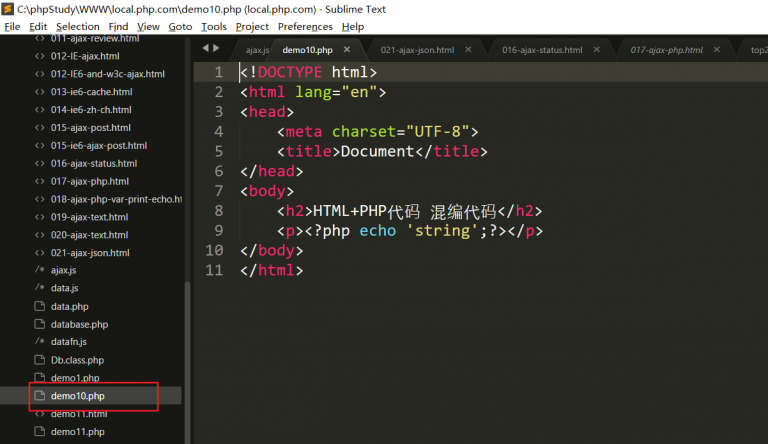 C:\phpStudy\WWW\local.php.com\demo10.php (local.php.com) - Sublime Text
File Edit Selection Find View Goto Tools Project Preferences Help
011-ajax-review.html
012-IE-ajax.html
012-IE6-and-w3c-ajax.html
013-ie6-cache.html
014-ie6-zh-ch.html
015-ajax-post.html
015-ie6-ajax-post.html
016-ajax-status.html
017-ajax-php.html
018-ajax-php-var-print-echo.ht
019-ajax-text.html
020-ajax-text.html
021-ajax-json.html
/* ajax.js
/* data.js
data.php
database.php
datafn.js
Db.class.php
demo1.php
demo10.php
demo11.html
demo11.php
ajax.js demo10.php × 021-ajax-json.html × 016-ajax-status.html × 017-ajax-php.html × top2
1 <!DOCTYPE html>
2 <html lang="en">
3 <head>
4 <meta charset="UTF-8">
5 <title>Document</title>
6 </head>
7 <body>
8 <h2>HTML+PHP代码 混编代码</h2>
9 <p><?php echo 'string';?></p>
10 </body>
11 </html>